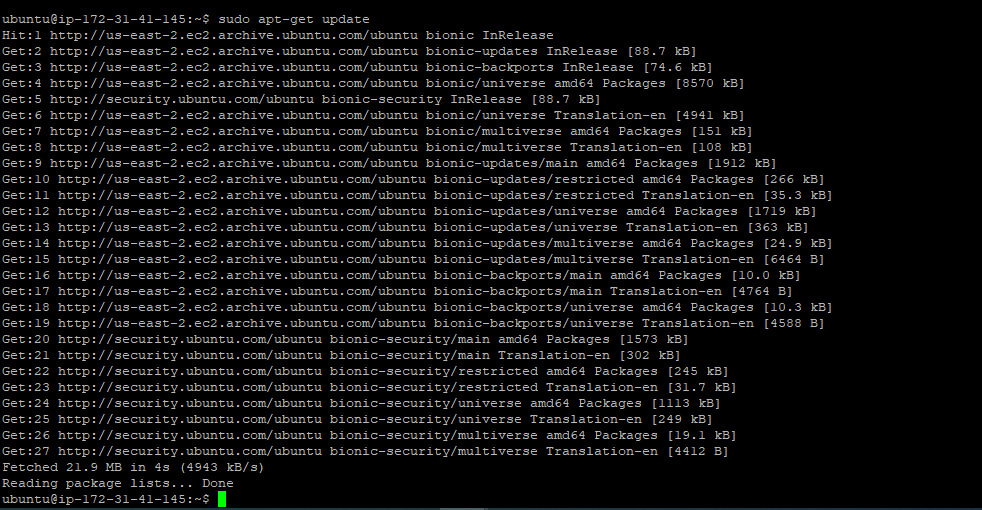 ubuntu@ip-172-31-41-145:~$ sudo apt-get update
Hit:1 http://us-east-2.ec2.archive.ubuntu.com/ubuntu bionic InRelease
Get:2 http://us-east-2.ec2.archive.ubuntu.com/ubuntu bionic-updates InRelease [88.7 kB]
Get:3 http://us-east-2.ec2.archive.ubuntu.com/ubuntu bionic-backports InRelease [74.6 kB]
Get:4 http://us-east-2.ec2.archive.ubuntu.com/ubuntu bionic/universe amd64 Packages [8570 kB]
Get:5 http://security.ubuntu.com/ubuntu bionic-security InRelease [88.7 kB]
Get:6 http://us-east-2.ec2.archive.ubuntu.com/ubuntu bionic/universe Translation-en [4941 kB]
Get:7 http://us-east-2.ec2.archive.ubuntu.com/ubuntu bionic/multiverse amd64 Packages [151 kB]
Get:8 http://us-east-2.ec2.archive.ubuntu.com/ubuntu bionic/multiverse Translation-en [108 kB]
Get:9 http://us-east-2.ec2.archive.ubuntu.com/ubuntu bionic-updates/main amd64 Packages [1912 kB]
Get:10 http://us-east-2.ec2.archive.ubuntu.com/ubuntu bionic-updates/restricted amd64 Packages [266 kB]
Get:11 http://us-east-2.ec2.archive.ubuntu.com/ubuntu bionic-updates/restricted Translation-en [35.3 kB]
Get:12 http://us-east-2.ec2.archive.ubuntu.com/ubuntu bionic-updates/universe amd64 Packages [1719 kB]
Get:13 http://us-east-2.ec2.archive.ubuntu.com/ubuntu bionic-updates/universe Translation-en [363 kB]
Get:14 http://us-east-2.ec2.archive.ubuntu.com/ubuntu bionic-updates/multiverse amd64 Packages [24.9 kB]
Get:15 http://us-east-2.ec2.archive.ubuntu.com/ubuntu bionic-updates/multiverse Translation-en [6464 B]
Get:16 http://us-east-2.ec2.archive.ubuntu.com/ubuntu bionic-backports/main amd64 Packages [10.0 kB]
Get:17 http://us-east-2.ec2.archive.ubuntu.com/ubuntu bionic-backports/main Translation-en [4764 B]
Get:18 http://us-east-2.ec2.archive.ubuntu.com/ubuntu bionic-backports/universe amd64 Packages [10.3 kB]
Get:19 http://us-east-2.ec2.archive.ubuntu.com/ubuntu bionic-backports/universe Translation-en [4588 B]
Get:20 http://security.ubuntu.com/ubuntu bionic-security/main amd64 Packages [1573 kB]
Get:21 http://security.ubuntu.com/ubuntu bionic-security/main Translation-en [302 kB]
Get:22 http://security.ubuntu.com/ubuntu bionic-security/restricted amd64 Packages [245 kB]
Get:23 http://security.ubuntu.com/ubuntu bionic-security/restricted Translation-en [31.7 kB]
Get:24 http://security.ubuntu.com/ubuntu bionic-security/universe amd64 Packages [1113 kB]
Get:25 http://security.ubuntu.com/ubuntu bionic-security/universe Translation-en [249 kB]
Get:26 http://security.ubuntu.com/ubuntu bionic-security/multiverse amd64 Packages [19.1 kB]
Get:27 http://security.ubuntu.com/ubuntu bionic-security/multiverse Translation-en [4412 B]
Fetched 21.9 MB in 4s (4943 kB/s)
Reading package lists... Done
ubuntu@ip-172-31-41-145:~$